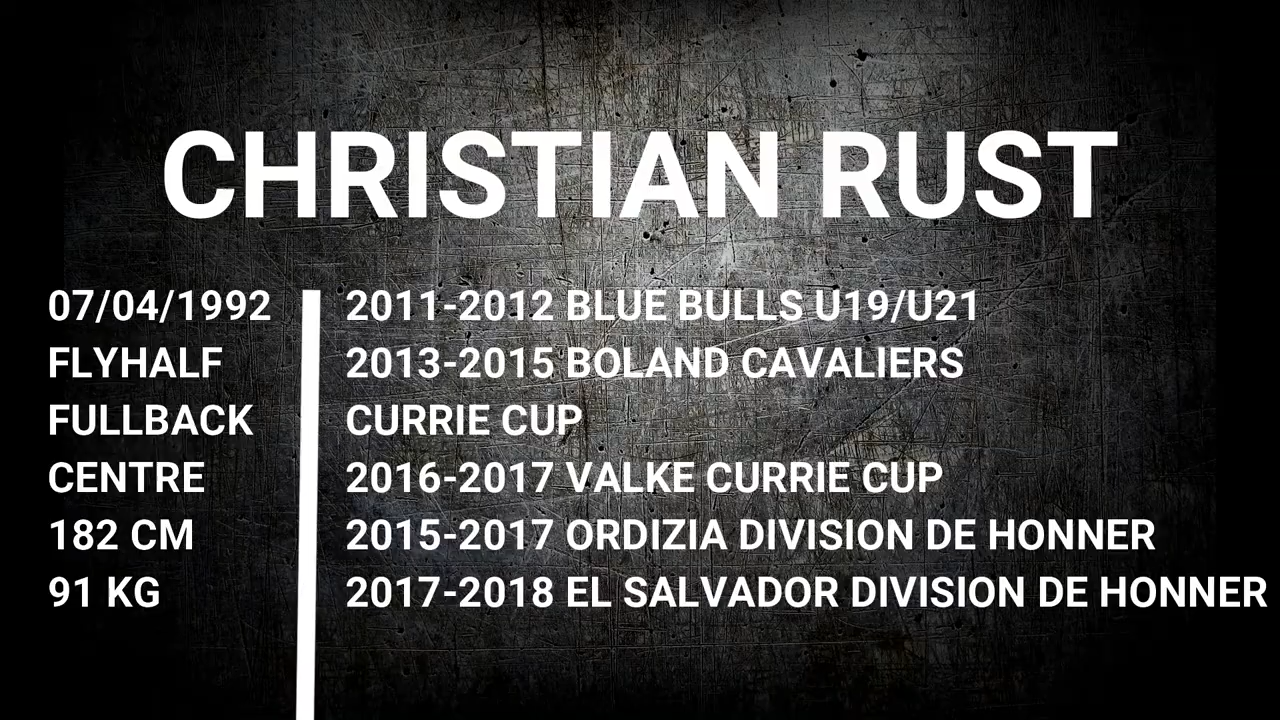 CHRISTIAN RUST
07/04/1992
FLYHALF
FULLBACK
CENTRE
182 CM
91 KG
2011-2012 BLUE BULLS U19/U21
2013-2015 BOLAND CAVALIERS
CURRIE CUP
2016-2017 VALKE CURRIE CUP
2015-2017 ORDIZIA DIVISION DE HONNER
2017-2018 EL SALVADOR DIVISION DE HONNER